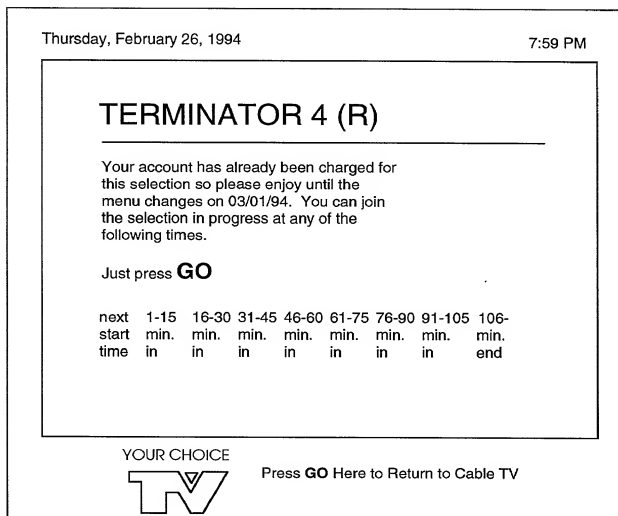 Thursday, February 26, 1994 7:59 PM
TERMINATOR 4 (R)
Your account has already been charged for
this selection so please enjoy until the
menu changes on 03/01/94. You can join
the selection in progress at any of the
following times.
Just press GO
next 1-15 16-30 31-45 46-60 61-75 76-90 91-105 106-
start min. min. min. min. min. min. min. min.
time in in in in in in in end
YOUR CHOICE
TV
Press GO Here to Return to Cable TV